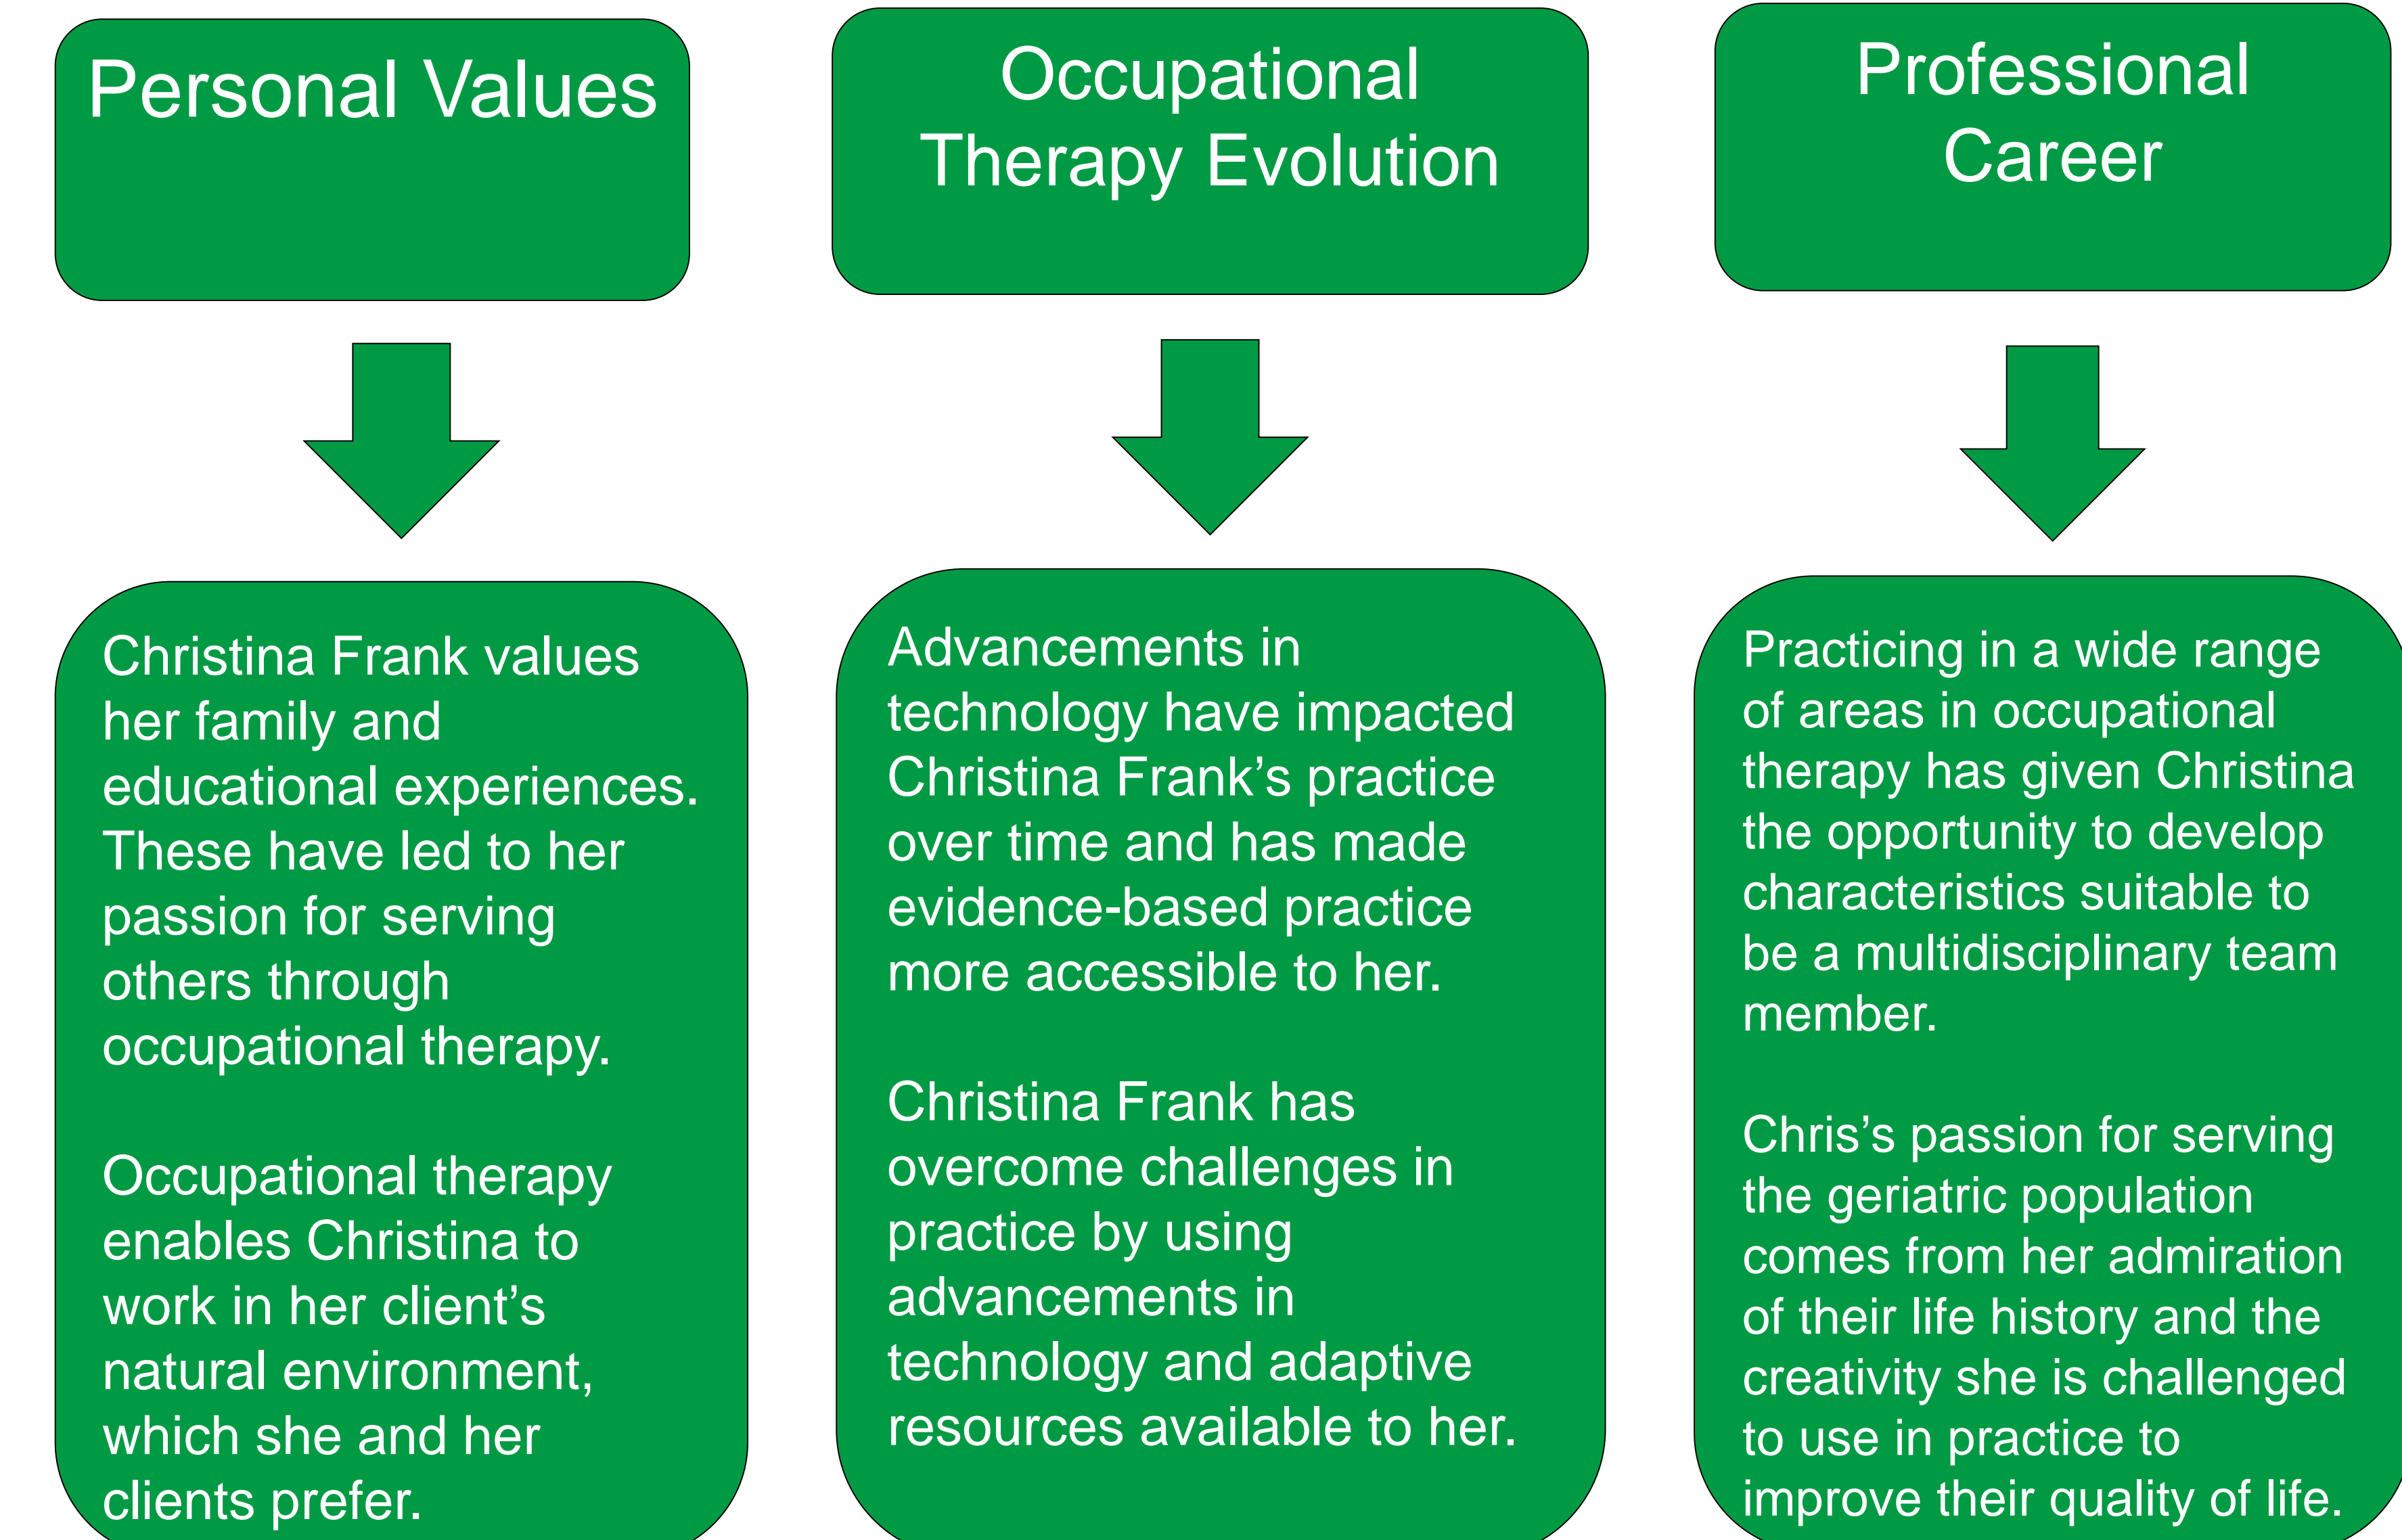 Personal Values
Christina Frank values
her family and
educational experiences.
These have led to her
passion for serving
others through
occupational therapy.
Occupational therapy
enables Christina to
work in her client’s
natural environment,
which she and her
clients prefer.
Occupational
Therapy Evolution
Advancements in
technology have impacted
Christina Frank’s practice
over time and has made
evidence-based practice
more accessible to her.
Christina Frank has
overcome challenges in
practice by using
advancements in
technology and adaptive
resources available to her.
Professional
Career
Practicing in a wide range
of areas in occupational
therapy has given Christina
the opportunity to develop
characteristics suitable to
be a multidisciplinary team
member.
Chris’s passion for serving
the geriatric population
comes from her admiration
of their life history and the
creativity she is challenged
to use in practice to
improve their quality of life.